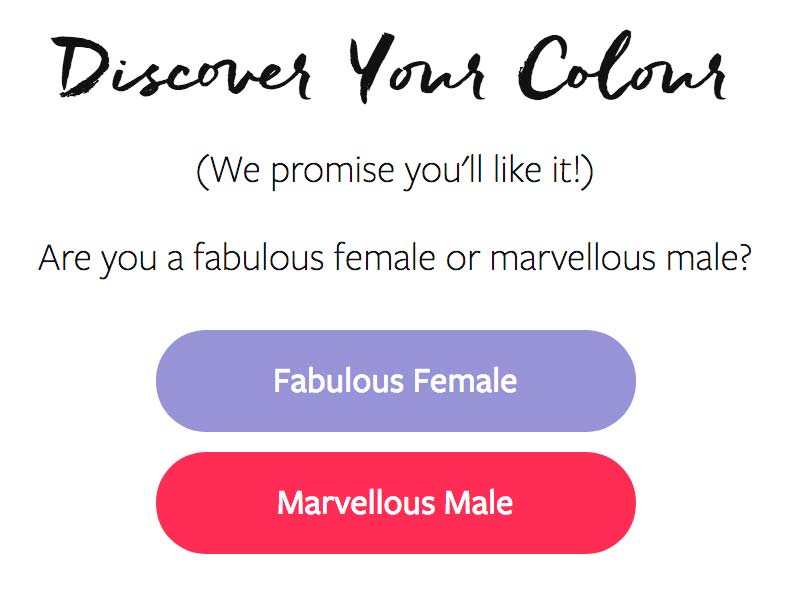 Discover Your Colour
(We promise you'll like it!)
Are you a fabulous female or marvellous male?
Fabulous Female
Marvellous Male